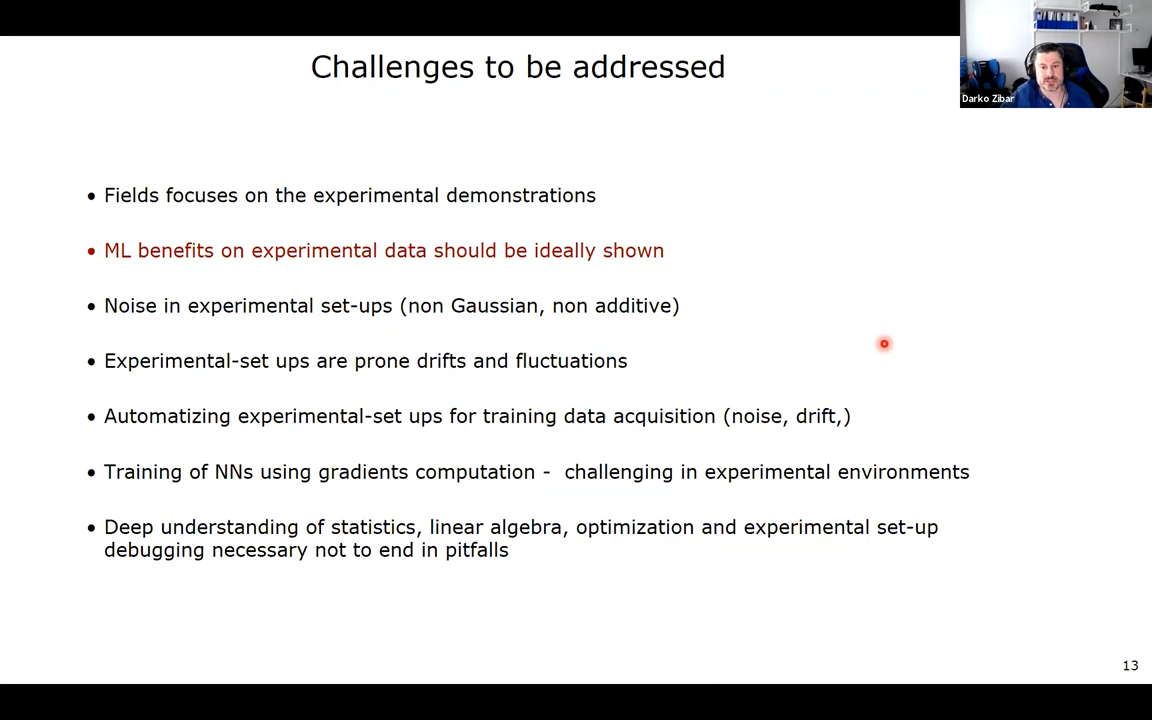 Challenges to be addressed
Darko Zibar
• Fields focuses on the experimental demonstrations
• ML benefits on experimental data should be ideally shown
• Noise in experimental set-ups (non Gaussian, non additive)
• Experimental-set ups are prone drifts and fluctuations
• Automatizing experimental-set ups for training data acquisition (noise, drift,)
• Training of NNs using gradients computation -  challenging in experimental environments
• Deep understanding of statistics, linear algebra, optimization and experimental set-up
debugging necessary not to end in pitfalls
13